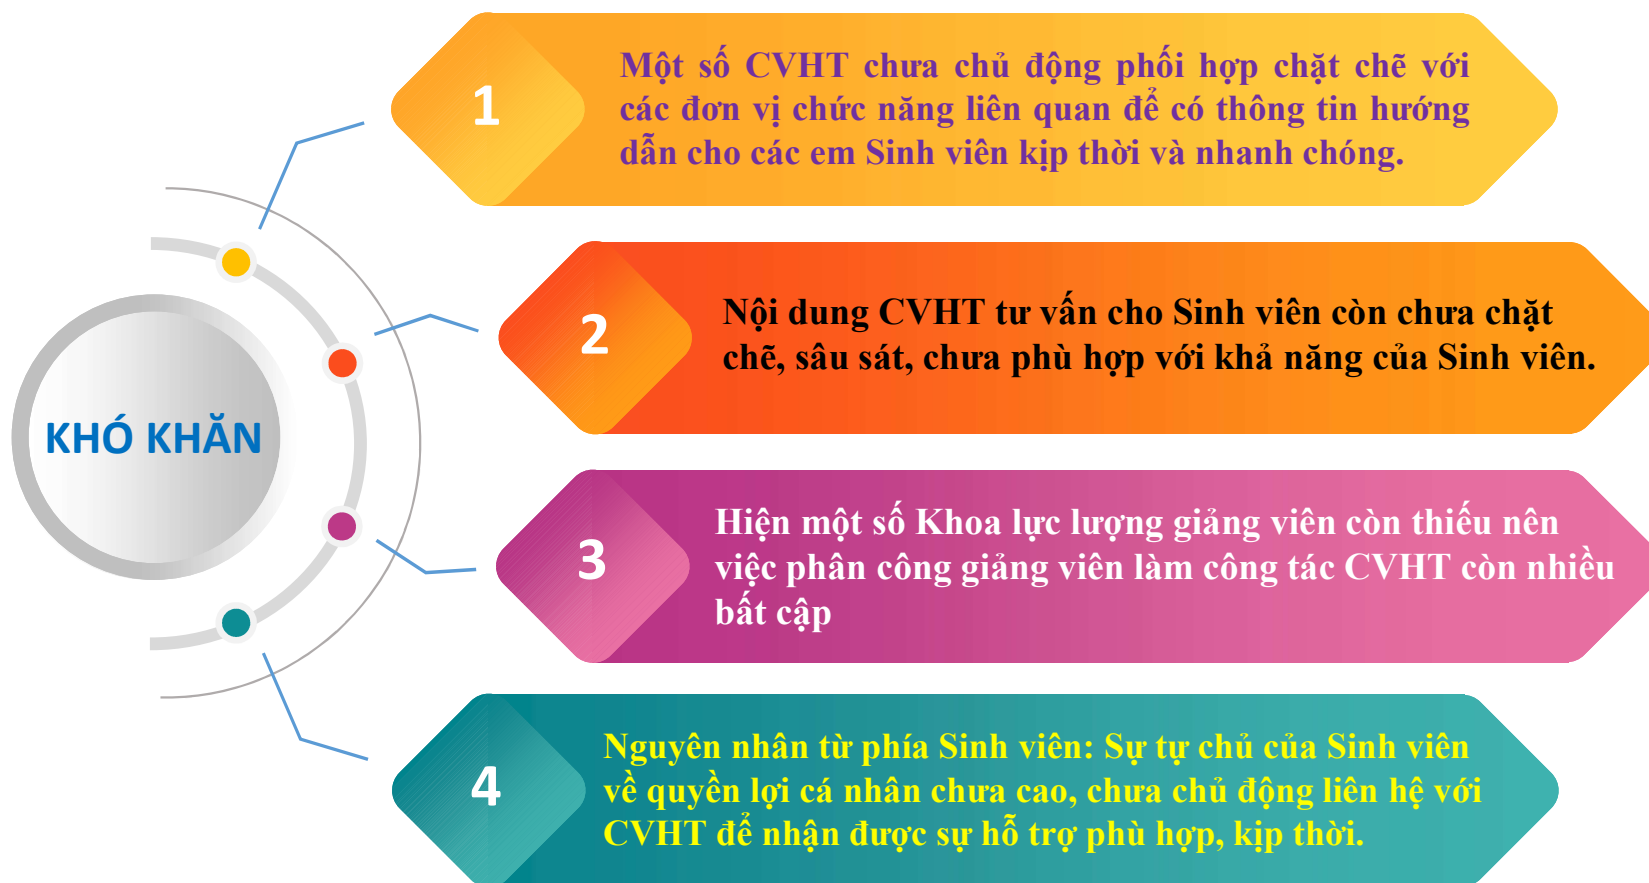 KHÓ KHĂN
1
Một số CVHT chưa chủ động phối hợp chặt chẽ với
các đơn vị chức năng liên quan để có thông tin hướng
dẫn cho các em Sinh viên kịp thời và nhanh chóng.
2
Nội dung CVHT tư vấn cho Sinh viên còn chưa chặt
chẽ, sâu sát, chưa phù hợp với khả năng của Sinh viên.
3
Hiện một số Khoa lực lượng giảng viên còn thiếu nên
việc phân công giảng viên làm công tác CVHT còn nhiều
bất cập
4
Nguyên nhân từ phía Sinh viên: Sự tự chủ của Sinh viên
về quyền lợi cá nhân chưa cao, chưa chủ động liên hệ với
CVHT để nhận được sự hỗ trợ phù hợp, kịp thời.